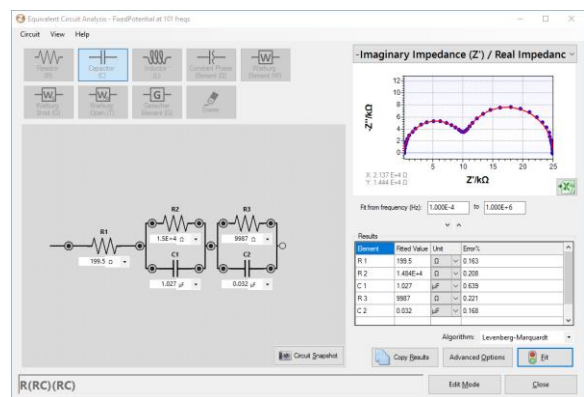 Equivalent Circuit Analysis - FixedPotential at 101 freqs
Circuit View Help
Resistor (R)
Capacitor (C)
Inductor (L)
Constant Phase Element (Q)
Warburg Element (W)
Warburg Short (O)
Warburg Open (T)
Gerischer Element (G)
W
G
-Imaginary Impedance (Z') / Real Impedanc
12
10
8
6
4
2
0
-Z"/kΩ
5 10 15 20 25
Z'/kΩ
X: 2.137 E+4 Ω
Y: 1.444 E+4 Ω
Fit from frequency (Hz): 1.000E-4 to 1.000E+6
R1
199.5 Ω
R2
1.5E+4 Ω
C1
1.027 µF
R3
9987 Ω
C2
0.032 µF
Results
Element Fitted Value Unit Error%
R 1 199.5 Ω 0.163
R 2 1.484E+4 Ω 0.208
C 1 1.027 µF 0.639
R 3 9987 Ω 0.221
C 2 0.032 µF 0.168
Algorithm: Levenberg-Marquardt
Circuit Snapshot
Copy Results
Advanced Options
Fit
R(RC)(RC)
Edit Mode
Close